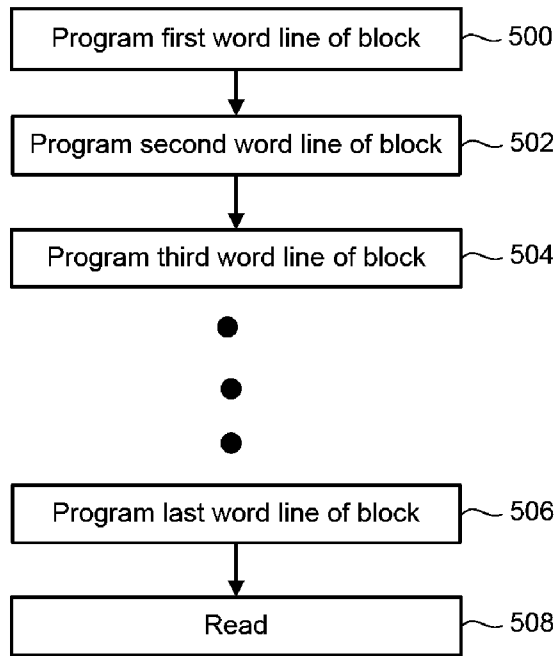 Program first word line of block 500
Program second word line of block 502
Program third word line of block 504
Program last word line of block 506
Read 508